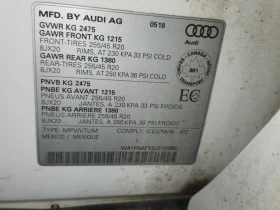 MFD. BY AUDI AG 0518
GVWR KG 2475
GAWR FRONT KG 1215
FRONT-TIRES 255/45 R20
8JX20 RIMS, AT 230 KPA 33 PSI COLD
GAWR REAR KG 1380
REAR-TIRES 255/45 R20
8JX20 RIMS, AT 250 KPA 36 PSI COLD
Audi
PNVB KG 2475
PNBE KG AVANT 1215
PNEUS AVANT 255/45 R20
8JX20 JANTES, A 230 KPA 33 PSI FROIDS
PNBE KG ARRIERE 1380
PNEUS ARRIERE 255/45 R20
8JX20 JANTES, A 250 KPA 36 PSI FROIDS
EC
TYPE: MPV/VTUM
MEXICO / MEXIQUE